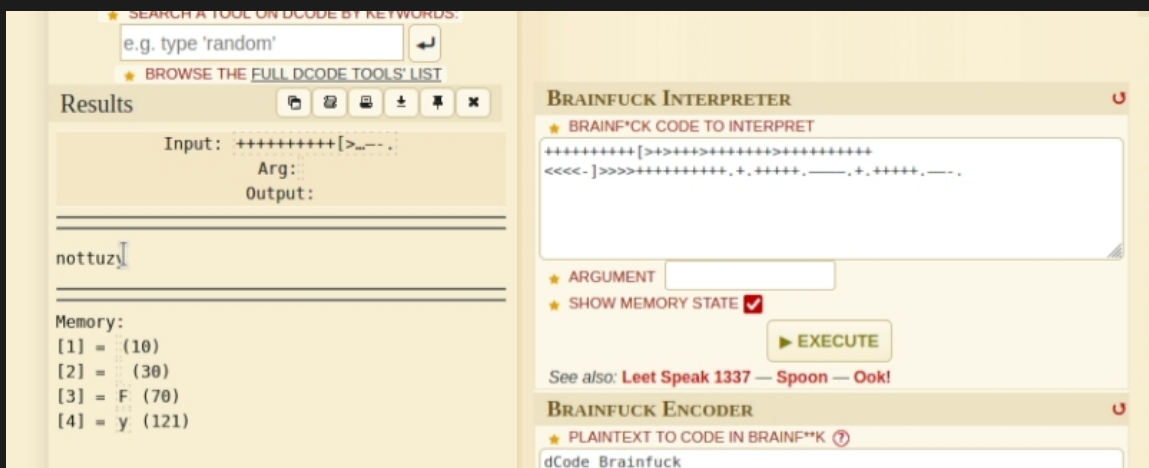 SEARCH A TOOL ON DCODE BY KEYWORDS:
e.g. type 'random'
BROWSE THE FULL DCODE TOOLS' LIST
Results
Input: ++++++++++[>…—-.
Arg:
Output:
nottuzy
Memory:
[1] = (10)
[2] = (30)
[3] = F (70)
[4] = y (121)
BRAINFUCK INTERPRETER
BRAINF*CK CODE TO INTERPRET
++++++++++[>+>+++>+++++++>++++++++++
<<<<-]>>>>++++++++++.+.+++++.————.+.+++++.—-.
ARGUMENT
SHOW MEMORY STATE
▶ EXECUTE
See also: Leet Speak 1337 — Spoon — Ook!
BRAINFUCK ENCODER
PLAINTEXT TO CODE IN BRAINF**K ?
dCode Brainfuck